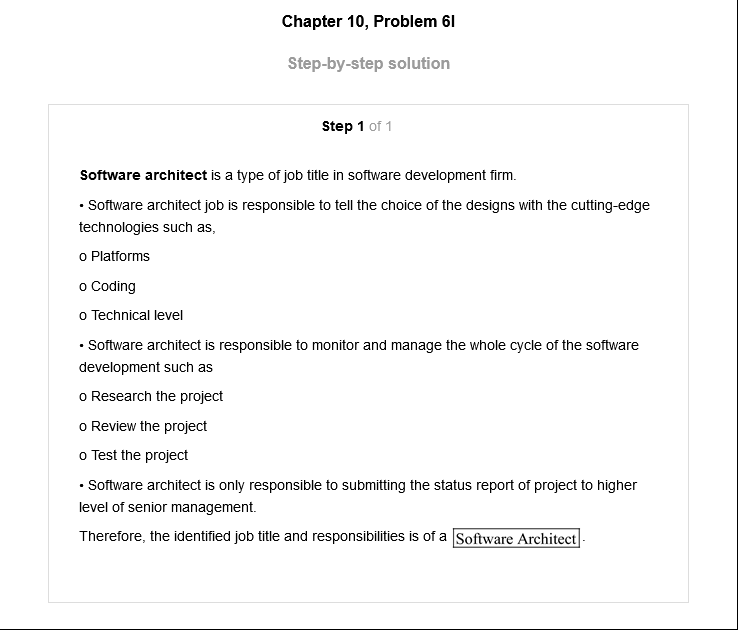 Chapter 10, Problem 6I
Step-by-step solution
Step 1 of 1
Software architect is a type of job title in software development firm.
• Software architect job is responsible to tell the choice of the designs with the cutting-edge
technologies such as,
o Platforms
o Coding
o Technical level
• Software architect is responsible to monitor and manage the whole cycle of the software
development such as
o Research the project
o Review the project
o Test the project
• Software architect is only responsible to submitting the status report of project to higher
level of senior management.
Therefore, the identified job title and responsibilities is of a Software Architect.